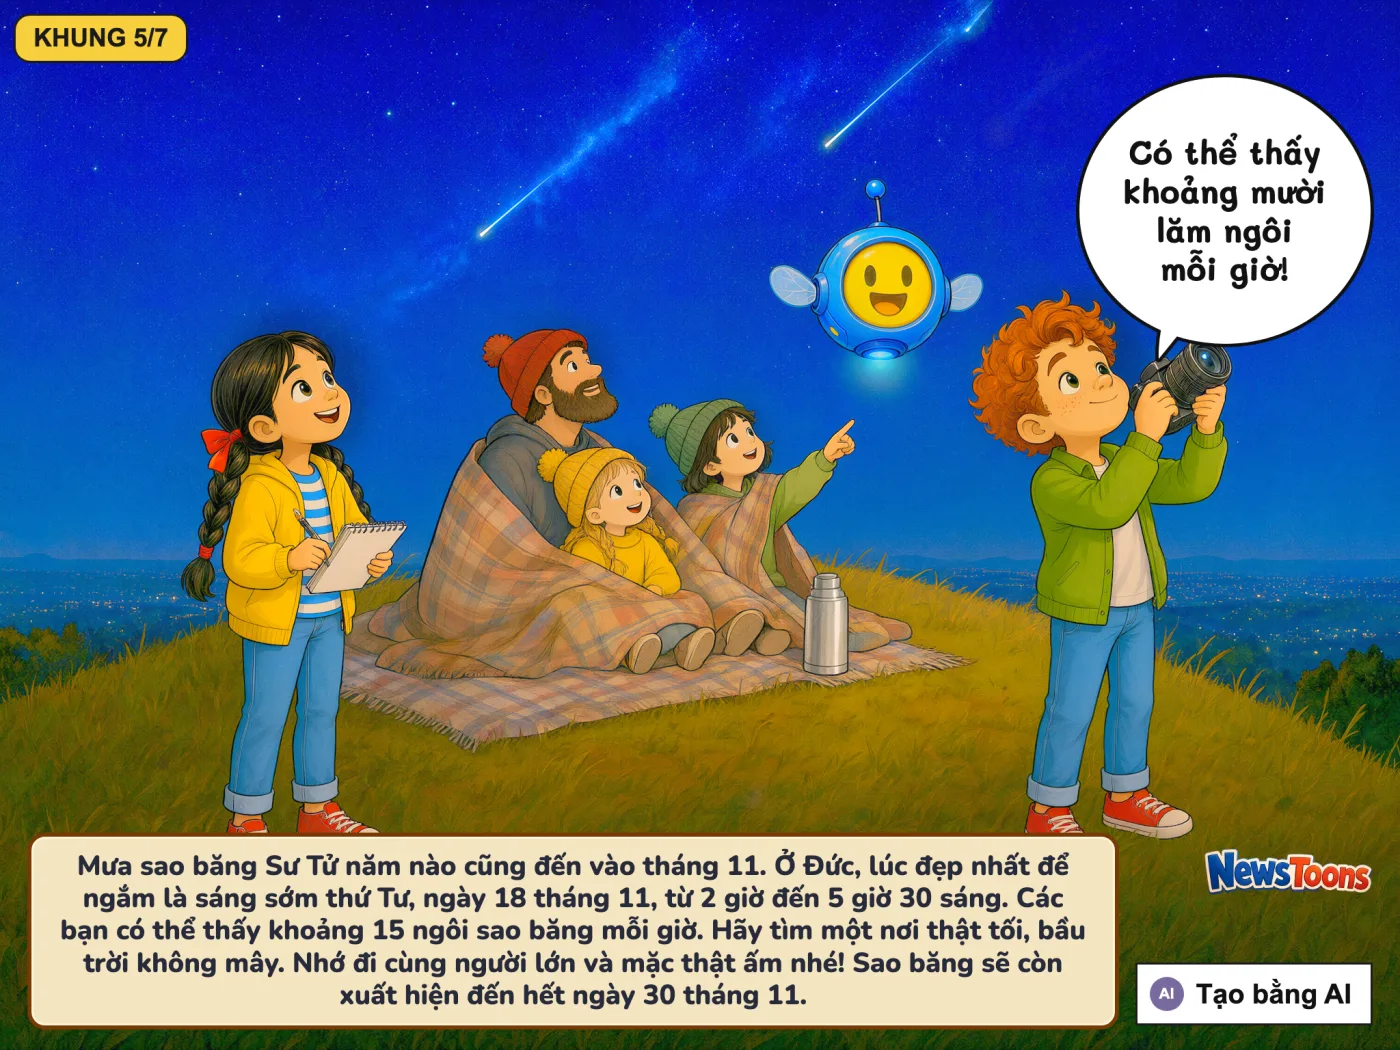 KHUNG 5/7
Có thể thấy
khoảng mười
lăm ngôi
mỗi giờ!
Mưa sao băng Sư Tử năm nào cũng đến vào tháng 11. Ở Đức, lúc đẹp nhất để
ngắm là sáng sớm thứ Tư, ngày 18 tháng 11, từ 2 giờ đến 5 giờ 30 sáng. Các
bạn có thể thấy khoảng 15 ngôi sao băng mỗi giờ. Hãy tìm một nơi thật tối, bầu
trời không mây. Nhớ đi cùng người lớn và mặc thật ấm nhé! Sao băng sẽ còn
xuất hiện đến hết ngày 30 tháng 11.
NewsToons
AI Tạo bằng AI